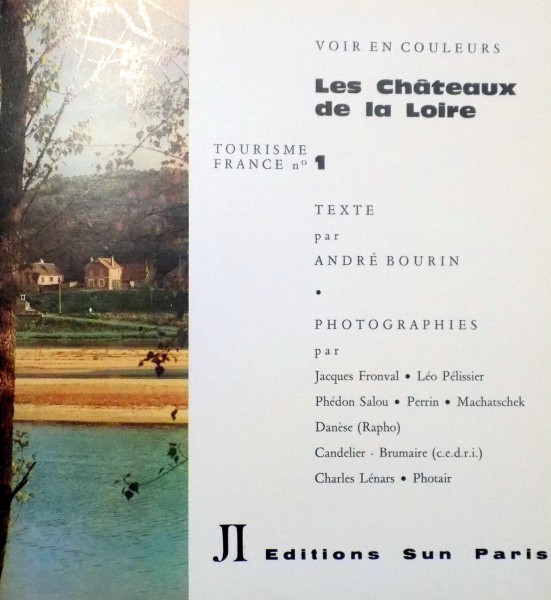 VOIR EN COULEURS
Les Châteaux
de la Loire
TOURISME
FRANCE nº 1
TEXTE
par
ANDRÉ BOURIN
•
PHOTOGRAPHIES
par
Jacques Fronval • Léo Pélissier
Phédon Salou • Perrin • Machatschek
Danèse (Rapho)
Candelier - Brumaire (c.e.d.r.i.)
Charles Lénars • Photair
JI Editions Sun Paris